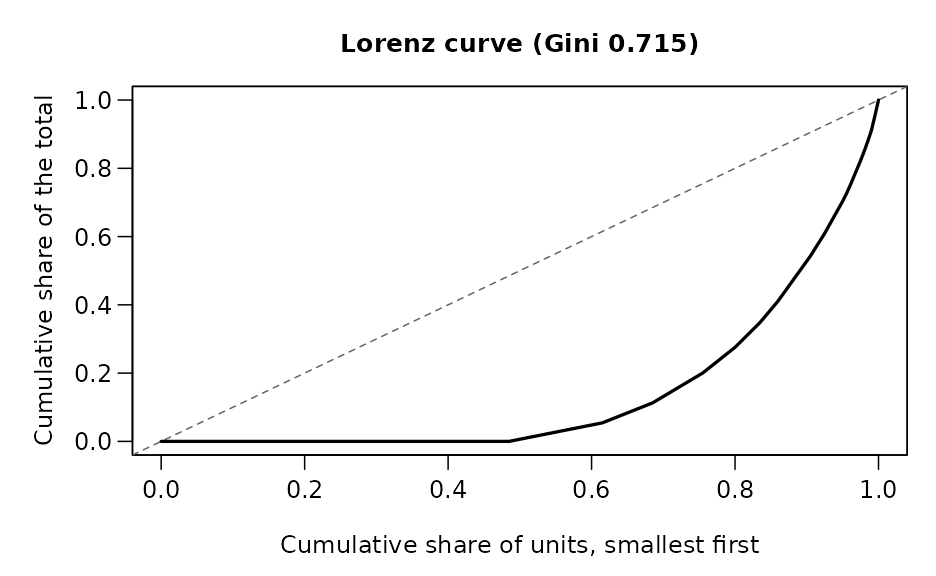 Lorenz curve (Gini 0.715)
Cumulative share of the total
1.0
0.8
0.6
0.4
0.2
0.0
0.0 0.2 0.4 0.6 0.8 1.0
Cumulative share of units, smallest first